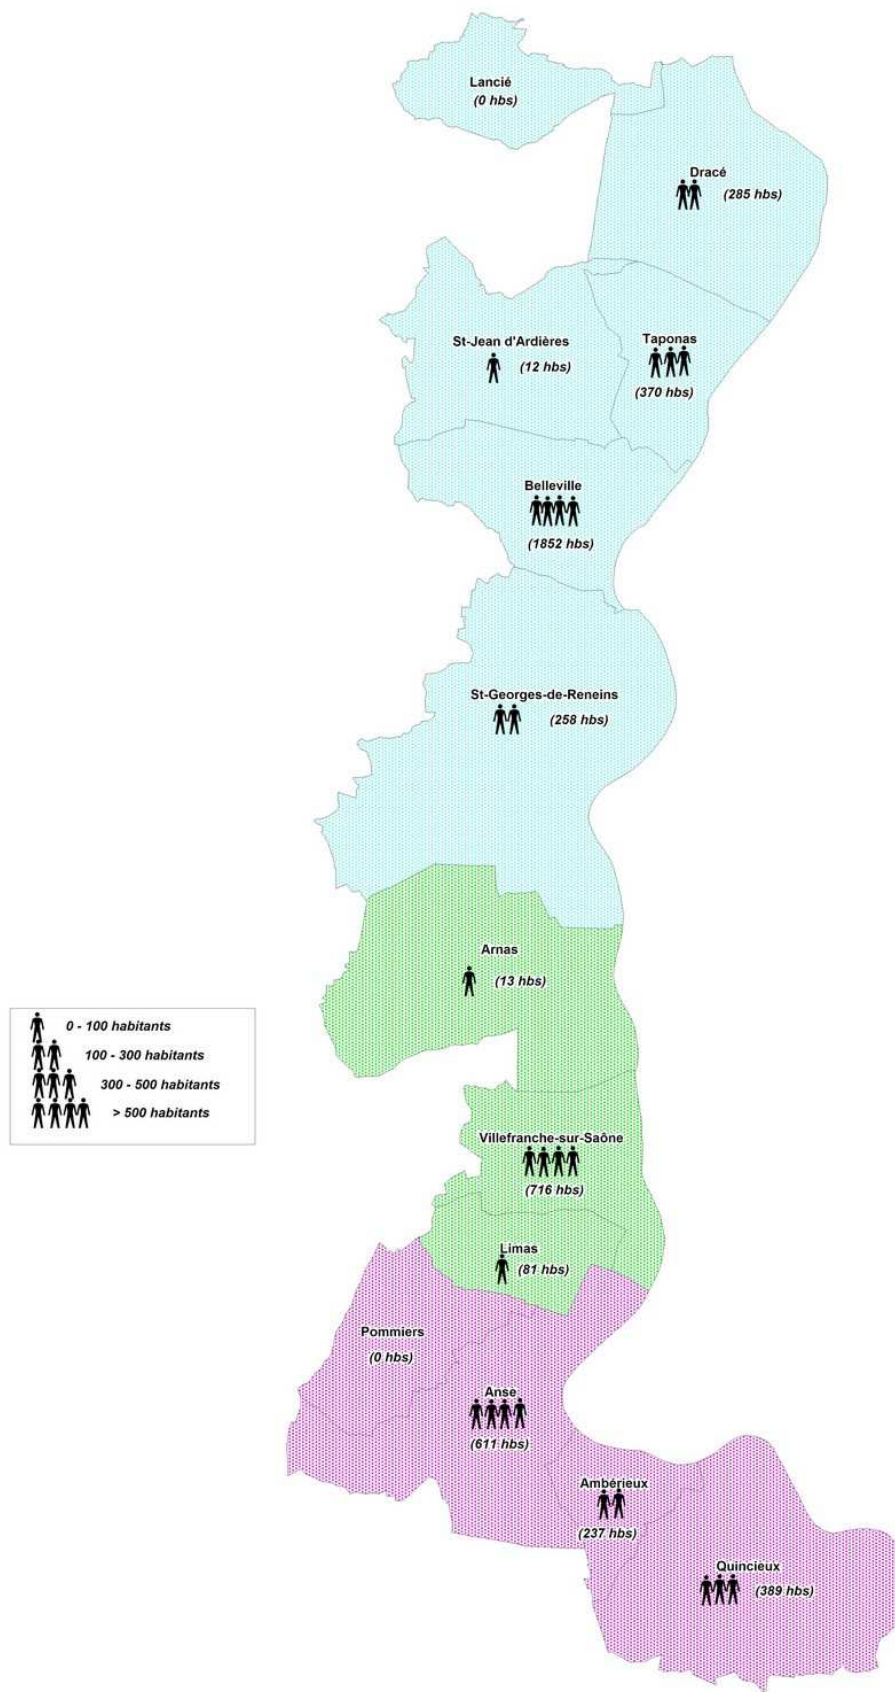 Lancié
(0 hbs)
Dracé
(285 hbs)
St-Jean d'Ardières
(12 hbs)
Taponas
(370 hbs)
Belleville
(1852 hbs)
St-Georges-de-Reneins
(258 hbs)
Arnas
(13 hbs)
0 - 100 habitants
100 - 300 habitants
300 - 500 habitants
> 500 habitants
Villefranche-sur-Saône
(716 hbs)
Limas
(81 hbs)
Pommiers
(0 hbs)
Anse
(611 hbs)
Ambérieux
(237 hbs)
Quincieux
(389 hbs)